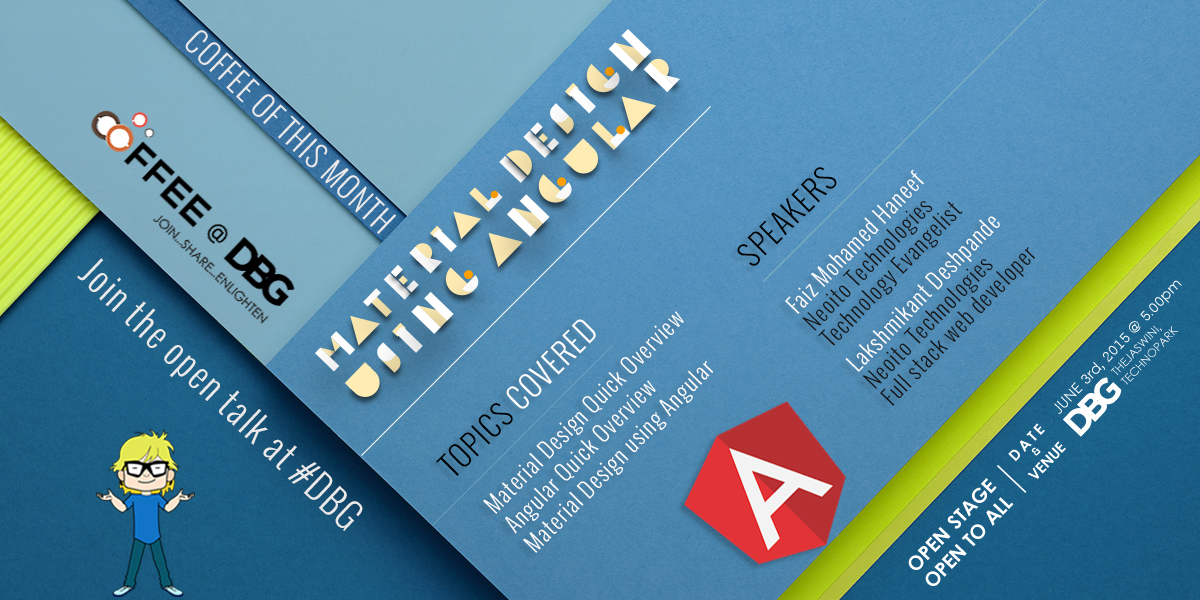 COFFEE OF THIS MONTH
COFFEE @ DBG
JOIN...SHARE...ENLIGHTEN
Join the open talk at #DBG
MATERIAL DESIGN
USING ANGULAR
TOPICS COVERED
Material Design Quick Overview
Angular Quick Overview
Material Design using Angular
SPEAKERS
Faiz Mohamed Haneef
Neoito Technologies
Technology Evangelist
Lakshmikant Deshpande
Neoito Technologies
Full stack web developer
A
OPEN STAGE
OPEN TO ALL
DATE
&
VENUE
JUNE 3rd, 2015 @ 5.00pm
DBG
THEJASWINI,
TECHNOPARK